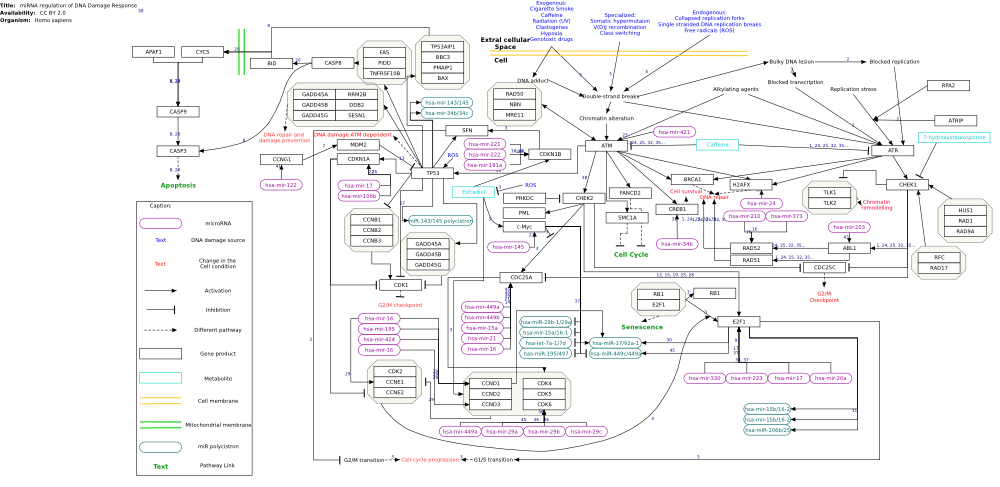 Title: miRNA regulation of DNA Damage Response
Availability: CC BY 2.0
Organism: Homo sapiens
Exogenous:
Cigarette Smoke
Caffeine
Radiation (UV)
Clastogenes
Hypoxia
Genotoxic drugs
Specialized:
Somatic hypermutaion
V(D)J recombination
Class switching
Endogenous:
Collapsed replication forks
Single stranded DNA replication breaks
Free radicals (ROS)
Extral cellular
Space
Cell
APAF1
CYCS
BID
CASP8
FAS
PIDD
TNFRSF10B
TP53AIP1
BBC3
PMAIP1
BAX
CASP9
CASP3
Apoptosis
GADD45A
GADD45B
GADD45G
RRM2B
DDB2
SESN1
DNA repair and
damage prevention
DNA damage ATM dependent
hsa-mir-143/145
hsa-mir-34b/34c
SFN
MDM2
CDKN1A
CCNG1
hsa-mir-122
hsa-mir-17
hsa-mir-106b
TP53
ROS
hsa-mir-221
hsa-mir-222
hsa-mir-181a
CDKN1B
RAD50
NBN
MRE11
DNA adduct
Double-strand breaks
Chromatin alteration
Bulky DNA lesion
Blocked replication
Blocked transcription
Alkylating agents
Replication stress
RPA2
ATRIP
7-hydroxystaurosporine
ATM
hsa-mir-421
Caffeine
ATR
Estradiol
ROS
PRKDC
PML
c-Myc
hsa-mir-145
CHEK2
FANCD2
SMC1A
Cell Cycle
BRCA1
Cell survival
DNA repair
H2AFX
CREB1
hsa-mir-24
hsa-mir-210
hsa-mir-373
hsa-mir-34b
RAD52
RAD51
TLK1
TLK2
Chromatin
remodelling
CHEK1
hsa-mir-203
ABL1
HUS1
RAD1
RAD9A
RFC
RAD17
CDC25C
G2/M
Checkpoint
CCNB1
CCNB2
CCNB3
miR-143/145 polycistron
GADD45A
GADD45B
GADD45G
CDK1
G2/M checkpoint
CDC25A
12, 15, 19, 25, 28
RB1
E2F1
RB1
Senescence
E2F1
hsa-mir-16
hsa-mir-195
hsa-mir-424
hsa-mir-16
hsa-mir-449a
hsa-mir-449b
hsa-mir-15a
hsa-mir-21
hsa-mir-16
hsa-miR-29b-1/29a
hsa-mir-15a/16-1
hsa-let-7a-1/7d
has-miR-195/497
hsa-miR-17/92a-1
hsa-miR-449c/449a
CDK2
CCNE1
CCNE2
CCND1
CCND2
CCND3
CDK4
CDK5
CDK6
hsa-mir-449a
hsa-mir-29a
hsa-mir-29b
hsa-mir-29c
hsa-mir-330
hsa-mir-223
hsa-mir-17
hsa-mir-20a
hsa-mir-15b/16-2
hsa-mir-15b/16-2
hsa-miR-106b/25
G2/M transition
Cell-cycle progression
G1/S transition
Caption:
microRNA
Text
DNA damage source
Text
Change in the
Cell condition
Activation
Inhibition
Different pathway
Gene product
Metabolite
Cell membrane
Mitochondrial membrane
miR polycistron
Text
Pathway Link